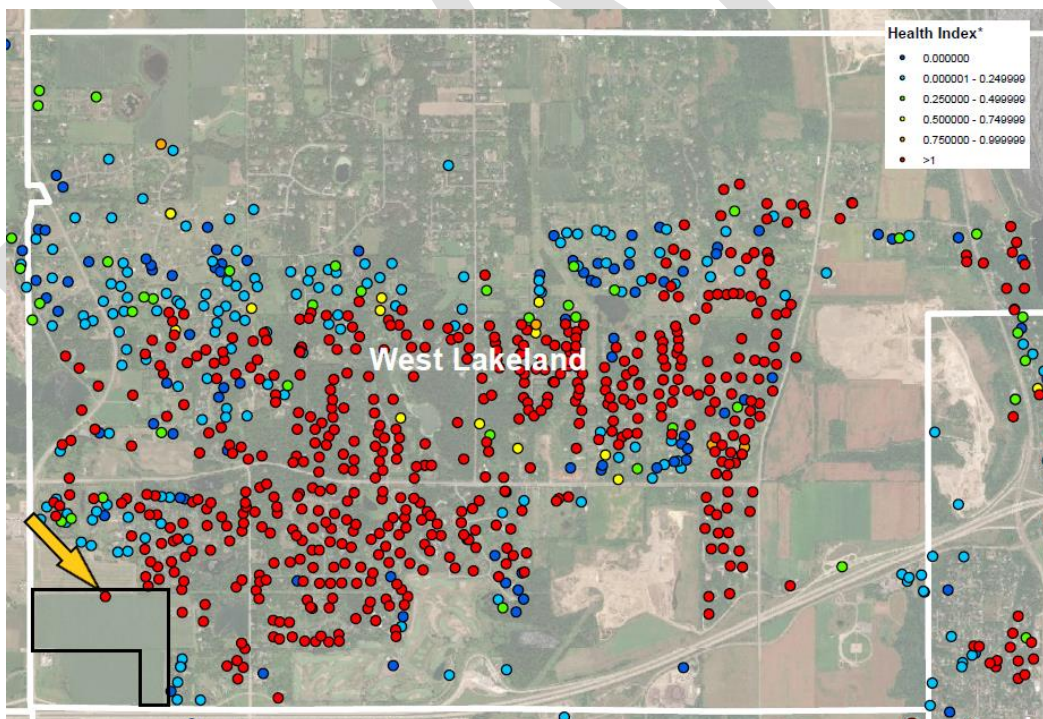 Health Index*
0.000000
0.000001 - 0.249999
0.250000 - 0.499999
0.500000 - 0.749999
0.750000 - 0.999999
>1
West Lakeland